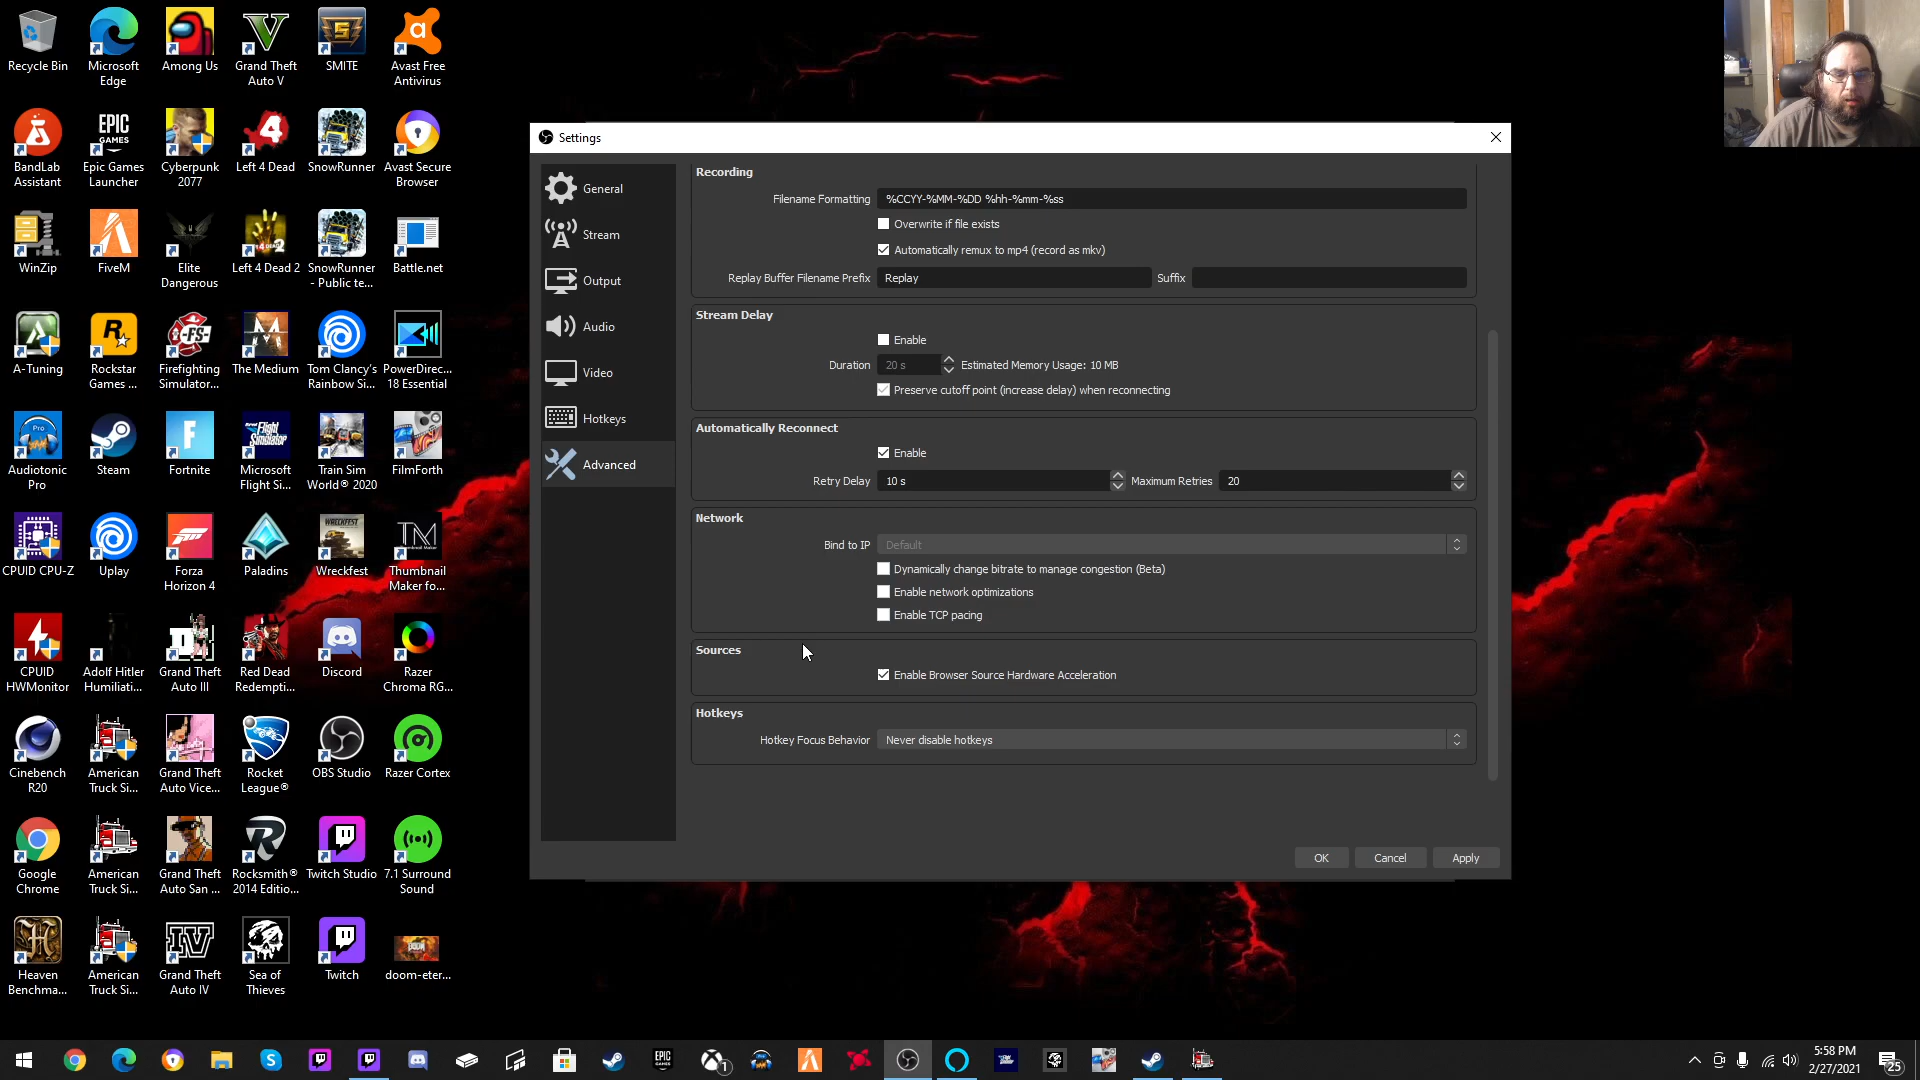 Recycle Bin
Microsoft
Edge
Among Us
Grand Theft
Auto V
SMITE
Avast Free
Antivirus
BandLab
Assistant
EPIC
GAMES
Epic Games
Launcher
Cyberpunk
2077
Left 4 Dead
SnowRunner
Avast Secure
Browser
WinZip
FiveM
Elite
Dangerous
Left 4 Dead 2
SnowRunner
- Public te...
Battle.net
A-Tuning
Rockstar
Games ...
Firefighting
Simulator...
The Medium
Tom Clancy's
Rainbow Si...
PowerDirec...
18 Essential
Pro
Audiotonic
Pro
Steam
Fortnite
Microsoft
Flight Si...
Train Sim
World® 2020
FilmForth
CPUID CPU-Z
Uplay
Forza
Horizon 4
Paladins
WRECKFEST
Wreckfest
TM
Thumbnail
Maker fo...
CPUID
HWMonitor
Adolf Hitler
Humiliati...
Grand Theft
Auto III
Red Dead
Redempti...
Discord
Razer
Chroma RG...
Cinebench
R20
American
Truck Si...
Grand Theft
Auto Vice...
Rocket
League®
OBS Studio
Razer Cortex
Google
Chrome
American
Truck Si...
Grand Theft
Auto San ...
Rocksmith®
2014 Editio...
Twitch Studio
7.1 Surround
Sound
Heaven
Benchma...
American
Truck Si...
IV
Grand Theft
Auto IV
Sea of
Thieves
Twitch
doom-eter...
Settings
General
Stream
Output
Audio
Video
Hotkeys
Advanced
Recording
Filename Formatting %CCYY-%MM-%DD %hh-%mm-%ss
Overwrite if file exists
Automatically remux to mp4 (record as mkv)
Replay Buffer Filename Prefix Replay Suffix
Stream Delay
Enable
Duration 20 s Estimated Memory Usage: 10 MB
Preserve cutoff point (increase delay) when reconnecting
Automatically Reconnect
Enable
Retry Delay 10 s Maximum Retries 20
Network
Bind to IP Default
Dynamically change bitrate to manage congestion (Beta)
Enable network optimizations
Enable TCP pacing
Sources
Enable Browser Source Hardware Acceleration
Hotkeys
Hotkey Focus Behavior Never disable hotkeys
OK Cancel Apply
EPIC
1
5:58 PM
2/27/2021
25